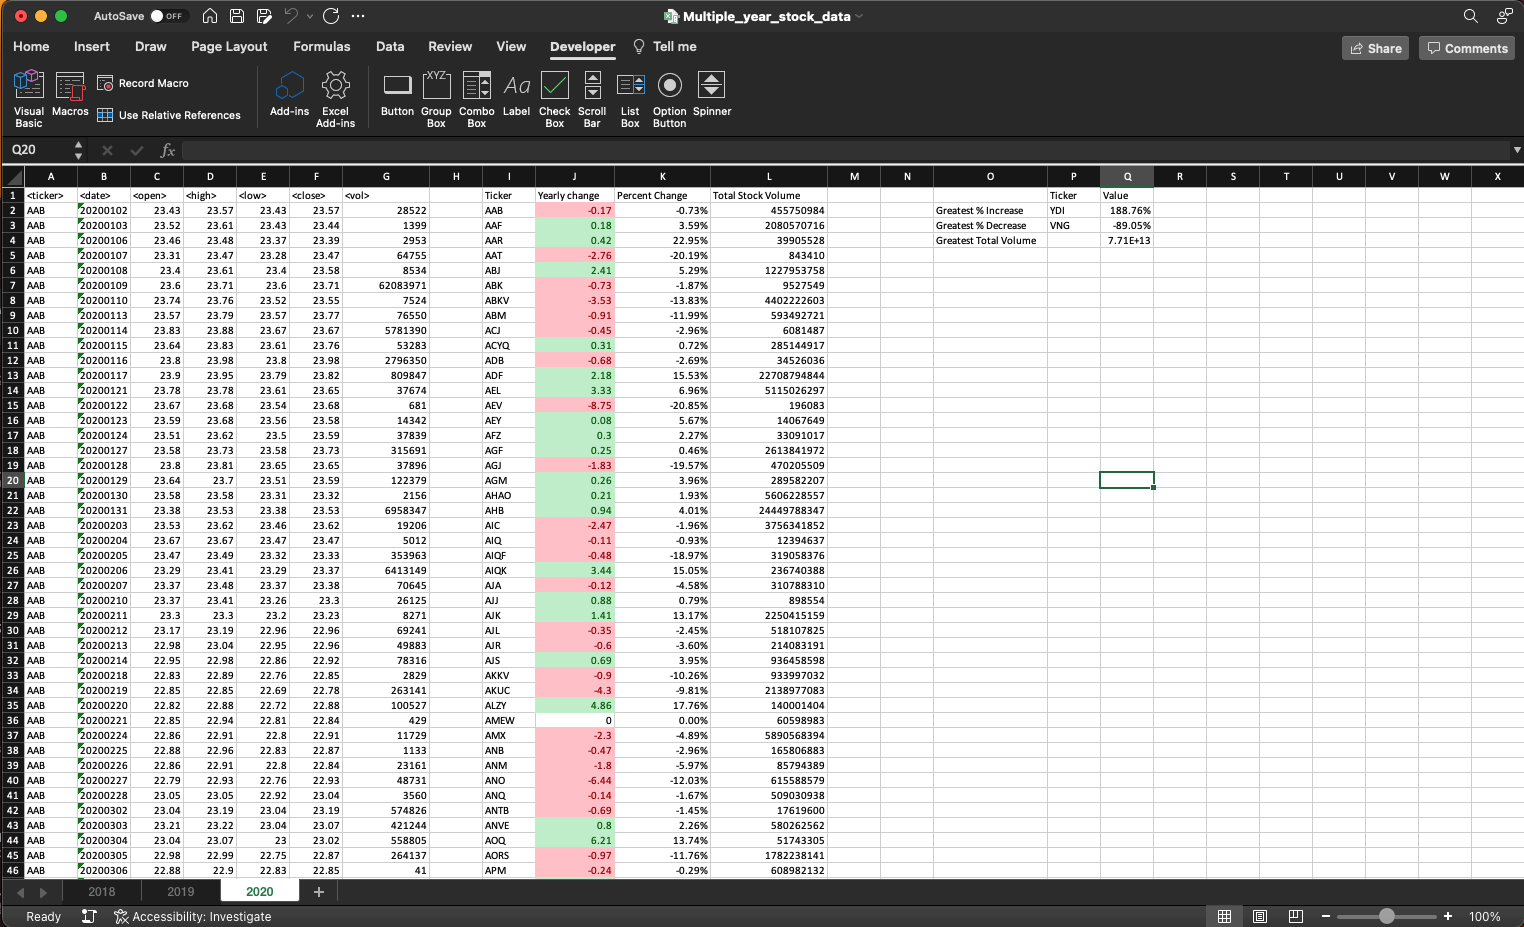 AutoSave OFF Multiple_year_stock_data
Home Insert Draw Page Layout Formulas Data Review View Developer Tell me Share Comments
Visual Basic Macros Record Macro Use Relative References Add-ins Excel Add-ins Button Group Box Combo Box Label Check Box Scroll Bar List Box Option Button Spinner
Q20 fx
A B C D E F G H I J K L M N O P Q R S T U V W X
1 <ticker> <date> <open> <high> <low> <close> <vol> Ticker Yearly change Percent Change Total Stock Volume Ticker Value
2 AAB 20200102 23.43 23.57 23.43 23.57 28522 AAB -0.17 -0.73% 455750984 Greatest % Increase YDI 188.76%
3 AAB 20200103 23.52 23.61 23.43 23.44 1399 AAF 0.18 3.59% 2080570716 Greatest % Decrease VNG -89.05%
4 AAB 20200106 23.46 23.48 23.37 23.39 2953 AAR 0.42 22.95% 39905528 Greatest Total Volume 7.71E+13
5 AAB 20200107 23.31 23.47 23.28 23.47 64755 AAT -2.76 -20.19% 843410
6 AAB 20200108 23.4 23.61 23.4 23.58 8534 ABJ 2.41 5.29% 1227953758
7 AAB 20200109 23.6 23.71 23.6 23.71 62083971 ABK -0.73 -1.87% 9527549
8 AAB 20200110 23.74 23.76 23.52 23.55 7524 ABKV -3.53 -13.83% 4402222603
9 AAB 20200113 23.57 23.79 23.57 23.77 76550 ABM -0.91 -11.99% 593492721
10 AAB 20200114 23.83 23.88 23.67 23.67 5781390 ACJ -0.45 -2.96% 6081487
11 AAB 20200115 23.64 23.83 23.61 23.76 53283 ACYQ 0.31 0.72% 285144917
12 AAB 20200116 23.8 23.98 23.8 23.98 2796350 ADB -0.68 -2.69% 34526036
13 AAB 20200117 23.9 23.95 23.79 23.82 809847 ADF 2.18 15.53% 22708794844
14 AAB 20200121 23.78 23.78 23.61 23.65 37674 AEL 3.33 6.96% 5115026297
15 AAB 20200122 23.67 23.68 23.54 23.68 681 AEV -8.75 -20.85% 196083
16 AAB 20200123 23.59 23.68 23.56 23.58 14342 AEY 0.08 5.67% 14067649
17 AAB 20200124 23.51 23.62 23.5 23.59 37839 AFZ 0.3 2.27% 33091017
18 AAB 20200127 23.58 23.73 23.58 23.73 315691 AGF 0.25 0.46% 2613841972
19 AAB 20200128 23.8 23.81 23.65 23.65 37896 AGJ -1.83 -19.57% 470205509
20 AAB 20200129 23.64 23.7 23.51 23.59 122379 AGM 0.26 3.96% 289582207
21 AAB 20200130 23.58 23.58 23.31 23.32 2156 AHAO 0.21 1.93% 5606228557
22 AAB 20200131 23.38 23.53 23.38 23.53 6958347 AHB 0.94 4.01% 24449788347
23 AAB 20200203 23.53 23.62 23.46 23.62 19206 AIC -2.47 -1.96% 3756341852
24 AAB 20200204 23.67 23.67 23.47 23.47 5012 AIQ -0.11 -0.93% 12394637
25 AAB 20200205 23.47 23.49 23.32 23.33 353963 AIQF -0.48 -18.97% 319058376
26 AAB 20200206 23.29 23.41 23.29 23.37 6413149 AIQK 3.44 15.05% 236740388
27 AAB 20200207 23.37 23.48 23.37 23.38 70645 AJA -0.12 -4.58% 310788310
28 AAB 20200210 23.37 23.41 23.26 23.3 26125 AJJ 0.88 0.79% 898554
29 AAB 20200211 23.3 23.3 23.2 23.23 8271 AJK 1.41 13.17% 2250415159
30 AAB 20200212 23.17 23.19 22.96 22.96 69241 AJL -0.35 -2.45% 518107825
31 AAB 20200213 22.98 23.04 22.95 22.96 49883 AJR -0.6 -3.60% 214083191
32 AAB 20200214 22.95 22.98 22.86 22.92 78316 AJS 0.69 3.95% 936458598
33 AAB 20200218 22.83 22.89 22.76 22.85 2829 AKKV -0.9 -10.26% 933997032
34 AAB 20200219 22.85 22.85 22.69 22.78 263141 AKUC -4.3 -9.81% 2138977083
35 AAB 20200220 22.82 22.88 22.72 22.88 100527 ALZY 4.86 17.76% 140001404
36 AAB 20200221 22.85 22.94 22.81 22.84 429 AMEW 0 0.00% 60598983
37 AAB 20200224 22.86 22.91 22.8 22.91 11729 AMX -2.3 -4.89% 5890568394
38 AAB 20200225 22.88 22.96 22.83 22.87 1133 ANB -0.47 -2.96% 165806883
39 AAB 20200226 22.86 22.91 22.8 22.84 23161 ANM -1.8 -5.97% 85794389
40 AAB 20200227 22.79 22.93 22.76 22.93 48731 ANO -6.44 -12.03% 615588579
41 AAB 20200228 23.05 23.05 22.92 23.04 3560 ANQ -0.14 -1.67% 509030938
42 AAB 20200302 23.04 23.19 23.04 23.19 574826 ANTB -0.69 -1.45% 17619600
43 AAB 20200303 23.21 23.22 23.04 23.07 421244 ANVE 0.8 2.26% 580262562
44 AAB 20200304 23.04 23.07 23 23.02 558805 AOQ 6.21 13.74% 51743305
45 AAB 20200305 22.98 22.99 22.75 22.87 264137 AORS -0.97 -11.76% 1782238141
46 AAB 20200306 22.88 22.9 22.83 22.85 41 APM -0.24 -0.29% 608982132
2018 2019 2020 +
Ready Accessibility: Investigate 100%